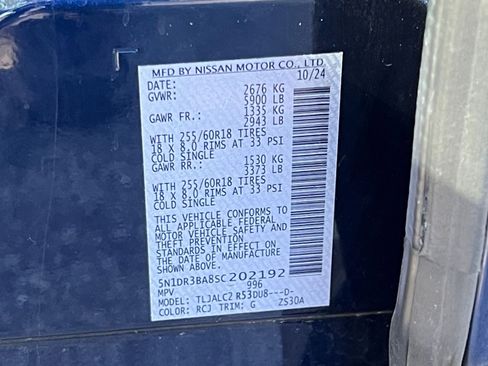 MFD BY NISSAN MOTOR CO., LTD
DATE: 10/24
GVWR: 2676 KG
5900 LB
GAWR FR.: 1335 KG
2943 LB
WITH 255/60R18 TIRES
18 x 8.0 RIMS AT 33 PSI
COLD SINGLE
GAWR RR.: 1530 KG
3373 LB
WITH 255/60R18 TIRES
18 x 8.0 RIMS AT 33 PSI
COLD SINGLE
THIS VEHICLE CONFORMS TO
ALL APPLICABLE FEDERAL
MOTOR VEHICLE SAFETY AND
THEFT PREVENTION
STANDARDS IN EFFECT ON
THE DATE OF MANUFACTURE
5N1DR3BA8SC202192
MPV 996
MODEL: TLJALC2 R53DU8---D-
COLOR: RCJ TRIM: G ZS30A